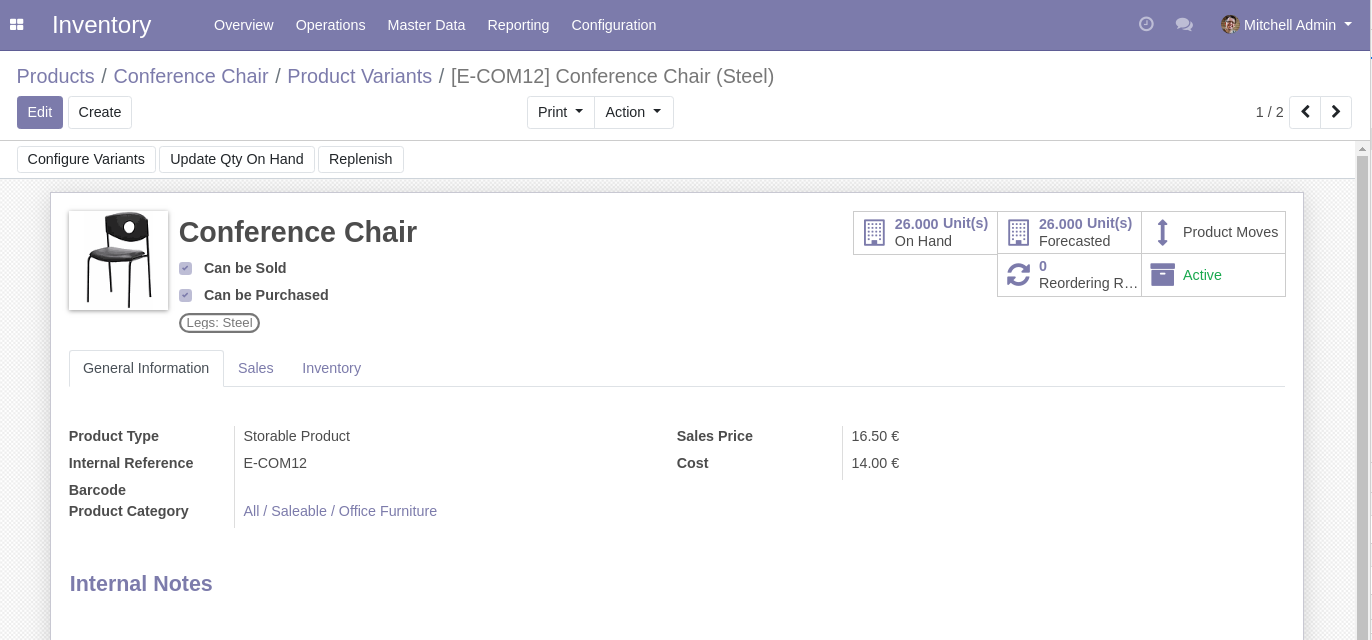 Inventory Overview Operations Master Data Reporting Configuration Mitchell Admin
Products / Conference Chair / Product Variants / [E-COM12] Conference Chair (Steel)
Edit Create Print Action 1 / 2
Configure Variants Update Qty On Hand Replenish
Conference Chair
Can be Sold
Can be Purchased
Legs: Steel
26.000 Unit(s)
On Hand
26.000 Unit(s)
Forecasted
Product Moves
0
Reordering R…
Active
General Information Sales Inventory
Product Type Storable Product
Internal Reference E-COM12
Barcode
Product Category All / Saleable / Office Furniture
Sales Price 16.50 €
Cost 14.00 €
Internal Notes